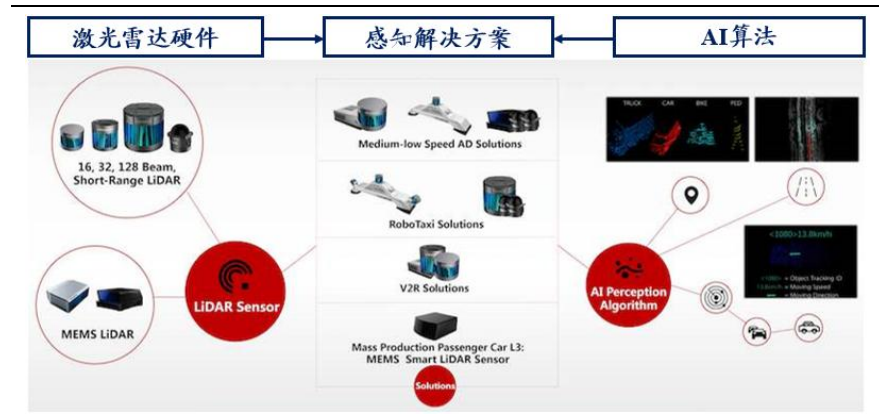 激光雷达硬件
感知解决方案
AI算法
16, 32, 128 Beam,
Short-Range LiDAR
MEMS LiDAR
LiDAR Sensor
Medium-low Speed AD Solutions
RoboTaxi Solutions
V2R Solutions
Mass Production Passenger Car L3:
MEMS Smart LiDAR Sensor
Solutions
TRUCK CAR BIKE PED
AI Perception
Algorithm
<1080>13.8km/h
<1080> = Object Tracking ID
13.8km/h = Moving Speed
= Moving Direction